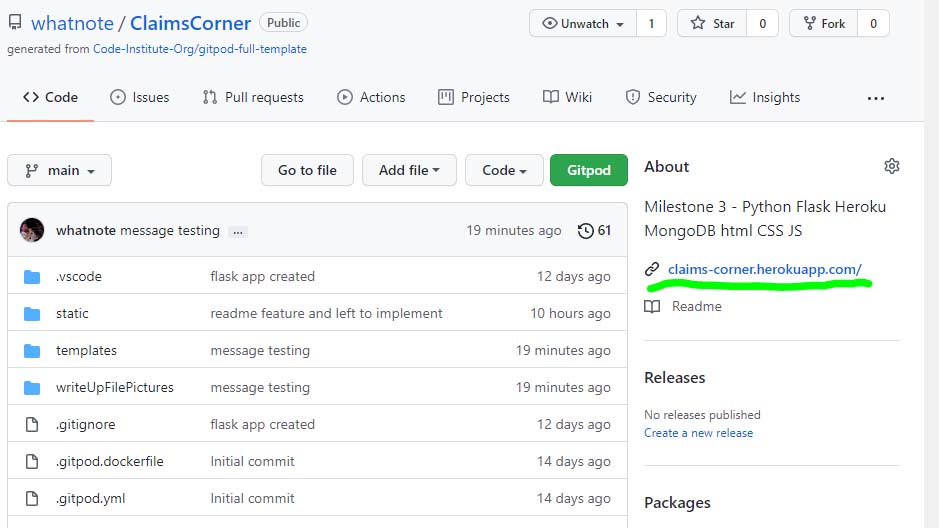 whatnote / ClaimsCorner Public
Unwatch 1 Star 0 Fork 0
generated from Code-Institute-Org/gitpod-full-template
Code Issues Pull requests Actions Projects Wiki Security Insights ...
main Go to file Add file Code Gitpod
About
Milestone 3 - Python Flask Heroku
MongoDB html CSS JS
claims-corner.herokuapp.com/
Readme
Releases
No releases published
Create a new release
Packages
whatnote message testing ... 19 minutes ago 61
.vscode flask app created 12 days ago
static readme feature and left to implement 10 hours ago
templates message testing 19 minutes ago
writeUpFilePictures message testing 19 minutes ago
.gitignore flask app created 12 days ago
.gitpod.dockerfile Initial commit 14 days ago
.gitpod.yml Initial commit 14 days ago